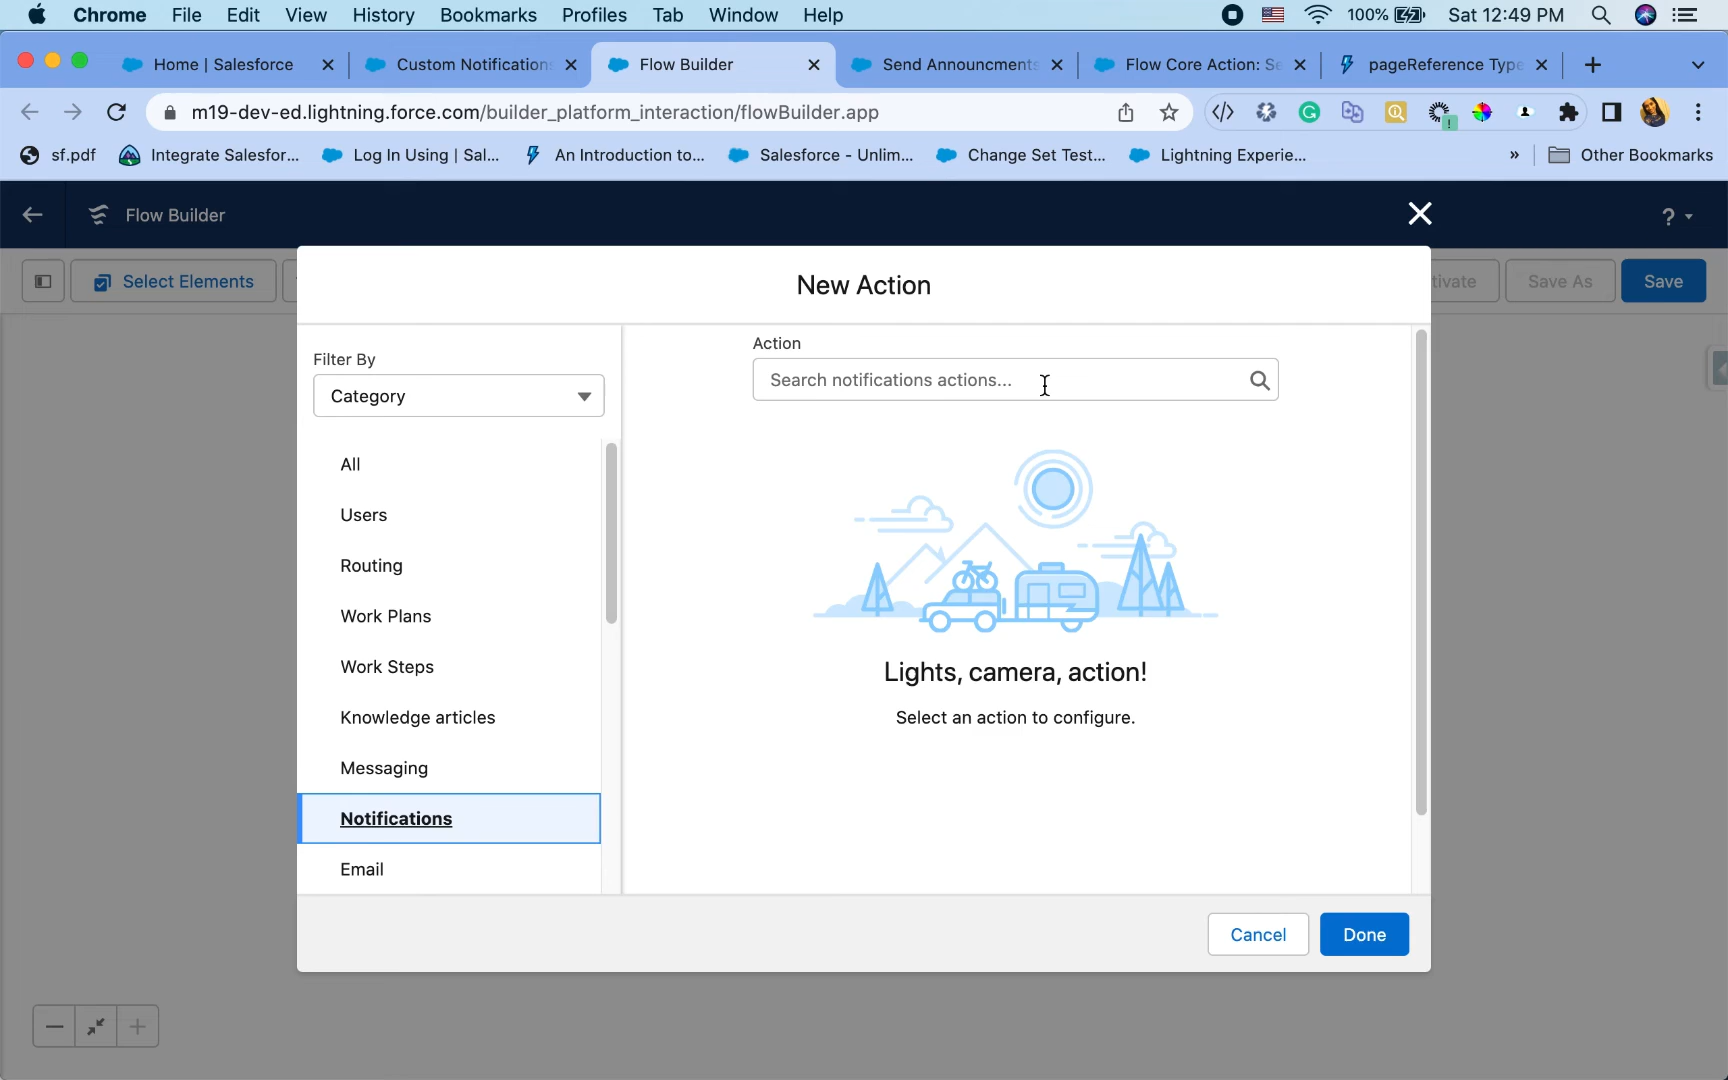 Chrome File Edit View History Bookmarks Profiles Tab Window Help 100% Sat 12:49 PM
Home | Salesforce Custom Notification Flow Builder Send Announcments Flow Core Action: Se pageReference Type
m19-dev-ed.lightning.force.com/builder_platform_interaction/flowBuilder.app
sf.pdf Integrate Salesfor... Log In Using | Sal... An Introduction to... Salesforce - Unlim... Change Set Test... Lightning Experie... » Other Bookmarks
Flow Builder ?
Select Elements tivate Save As Save
New Action
Filter By
Category
All
Users
Routing
Work Plans
Work Steps
Knowledge articles
Messaging
Notifications
Email
Action
Search notifications actions...
Lights, camera, action!
Select an action to configure.
Cancel Done